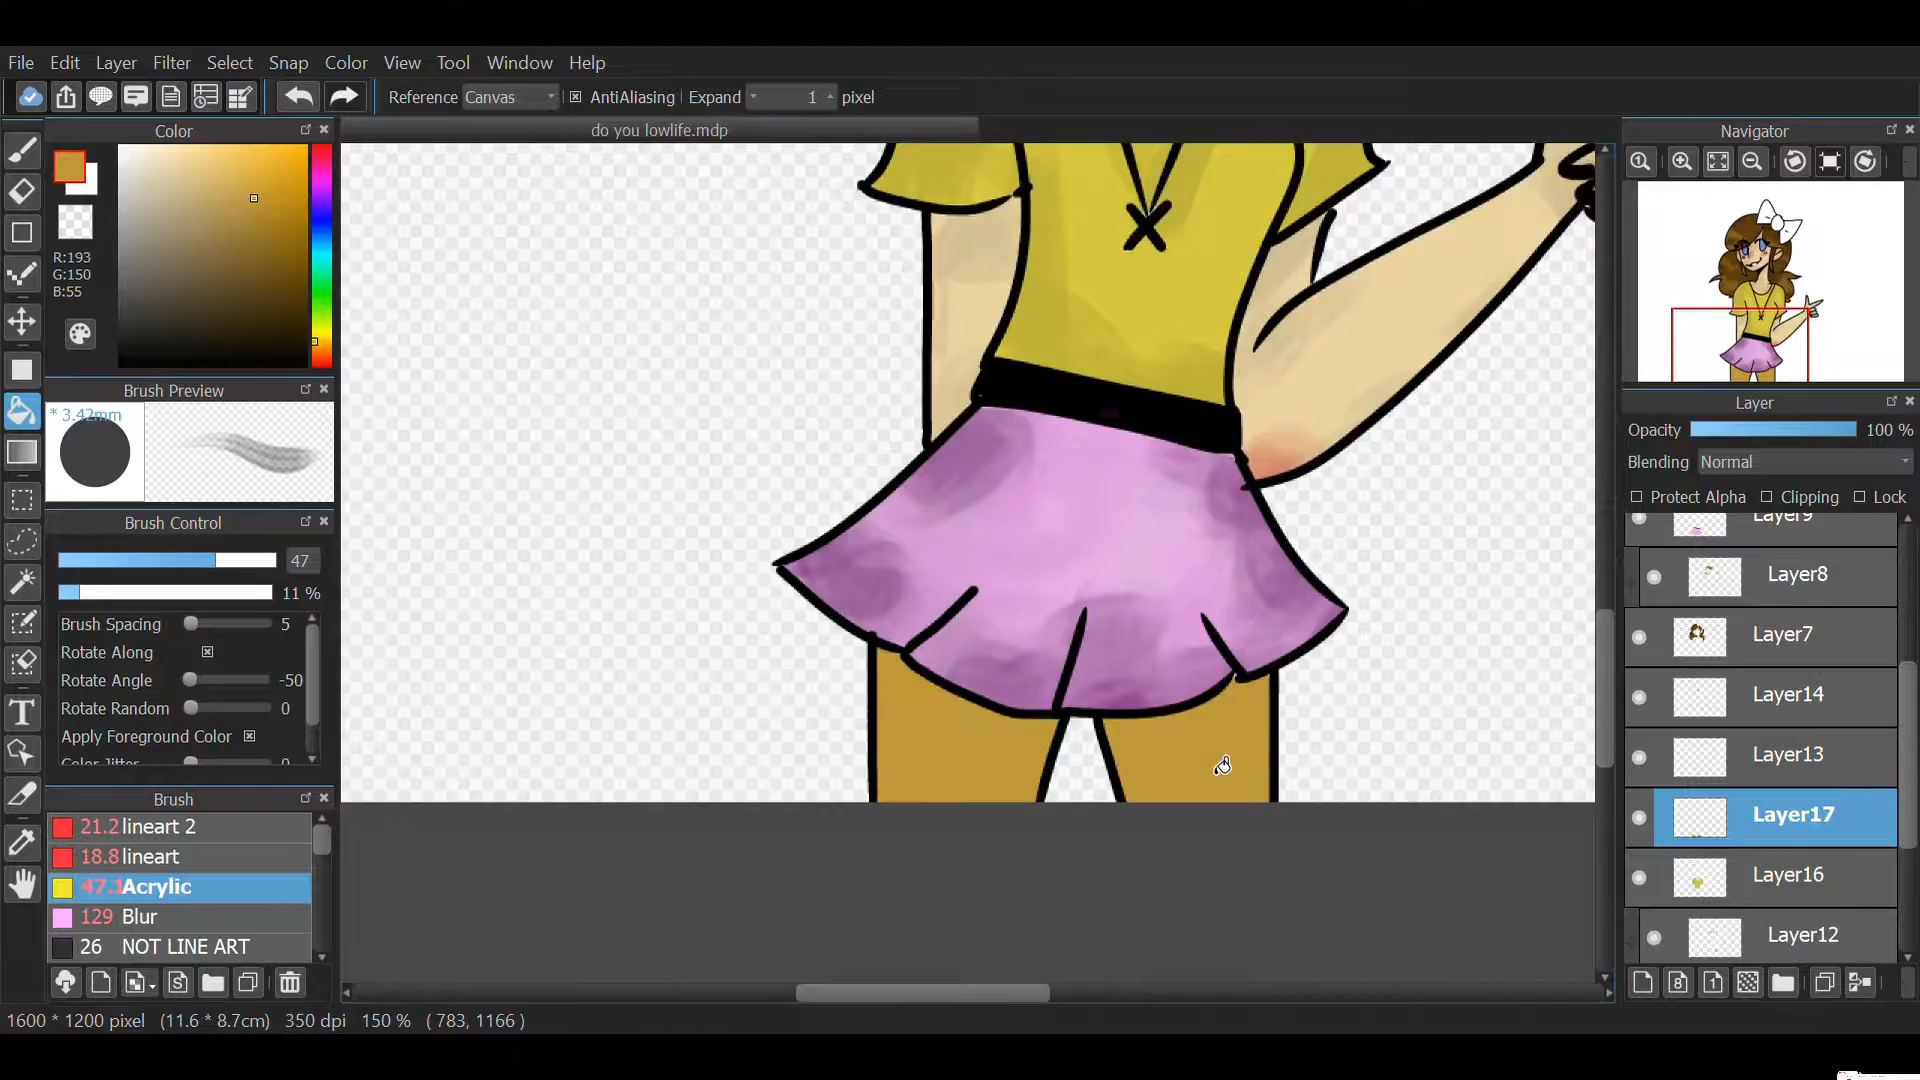 File Edit Layer Filter Select Snap Color View Tool Window Help
Reference Canvas AntiAliasing Expand 1 pixel
Color
do you lowlife.mdp
Navigator
R:193
G:150
B:55
Brush Preview
* 3.42mm
Layer
Opacity 100 %
Blending Normal
Protect Alpha Clipping Lock
Brush Control
47
11 %
Brush Spacing 5
Rotate Along
Rotate Angle -50
Rotate Random 0
Apply Foreground Color
Color Jitter 0
Layer9
Layer8
Layer7
Layer14
Layer13
Layer17
Layer16
Layer12
Brush
21.2 lineart 2
18.8 lineart
47.1 Acrylic
129 Blur
26 NOT LINE ART
1600 * 1200 pixel (11.6 * 8.7cm) 350 dpi 150 % ( 783, 1166 )